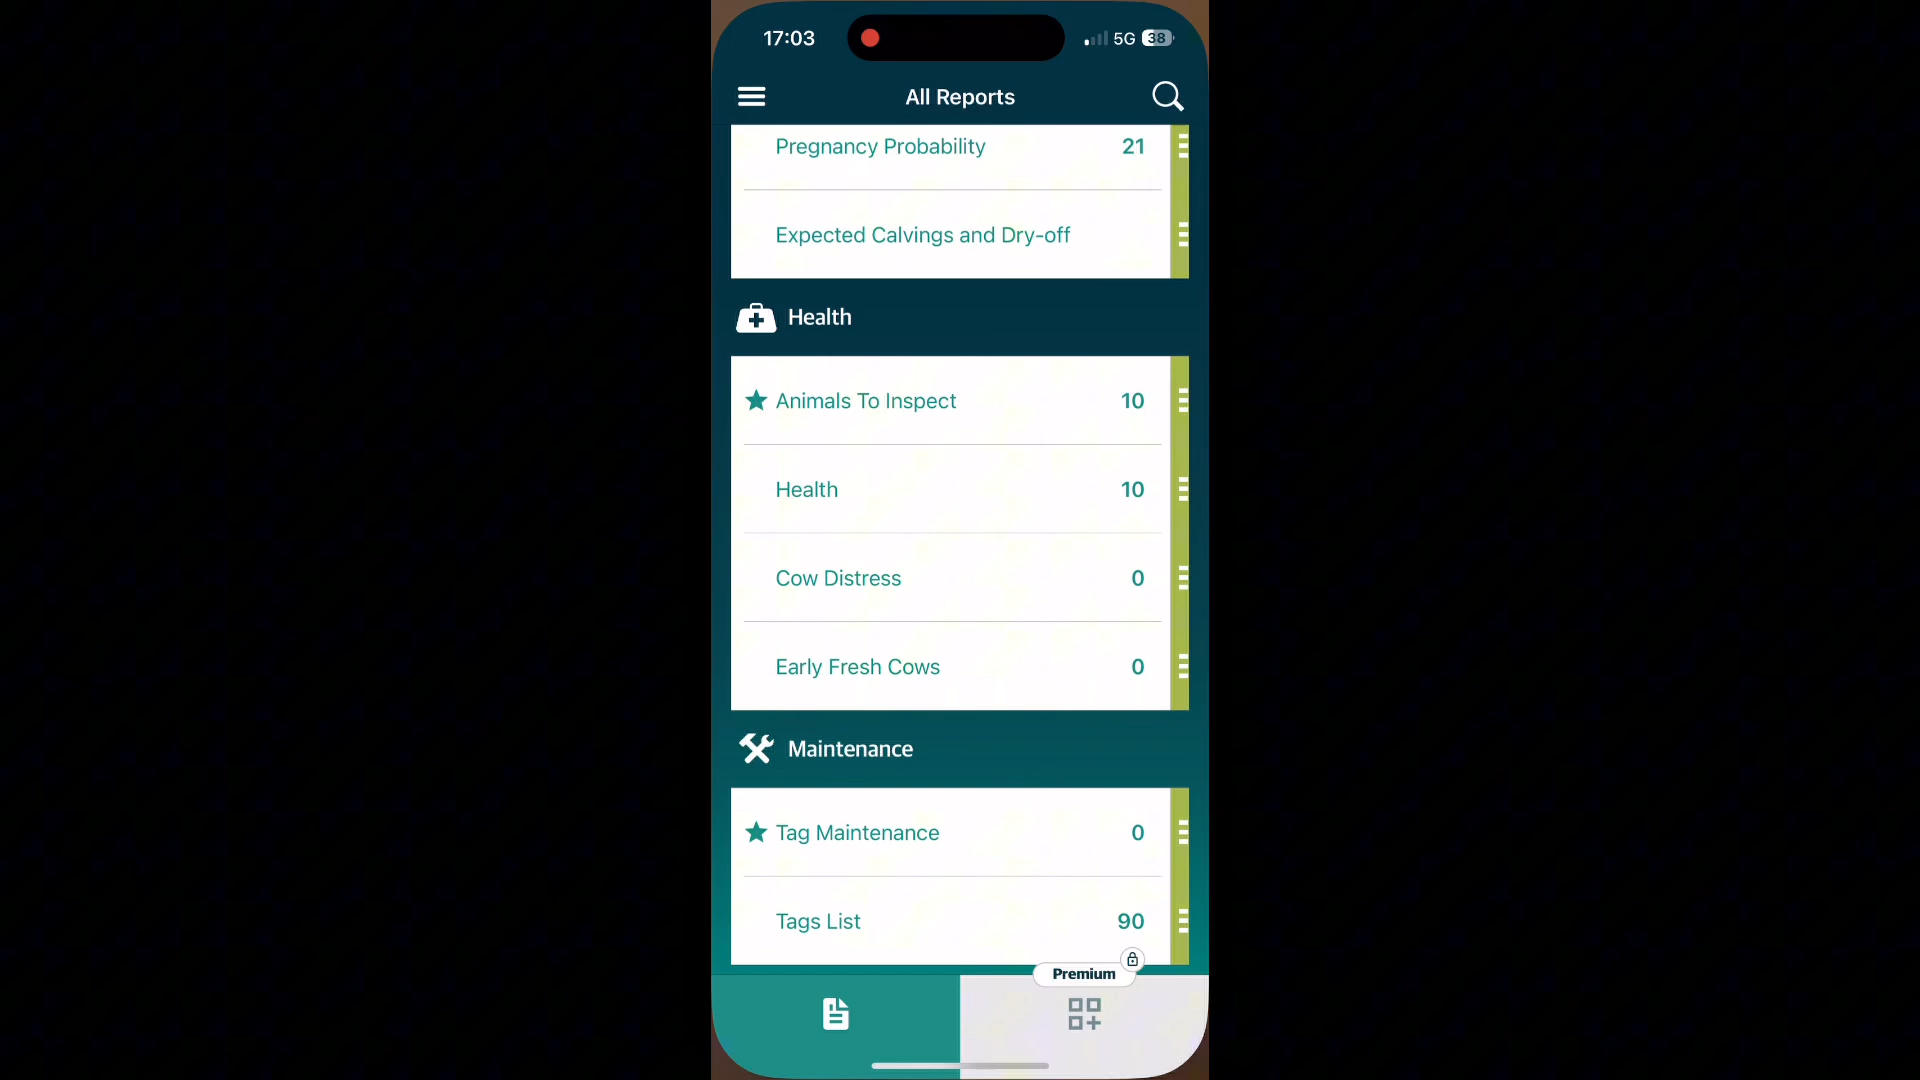 17:03
5G 38
All Reports
Pregnancy Probability 21
Expected Calvings and Dry-off
Health
Animals To Inspect 10
Health 10
Cow Distress 0
Early Fresh Cows 0
Maintenance
Tag Maintenance 0
Tags List 90
Premium